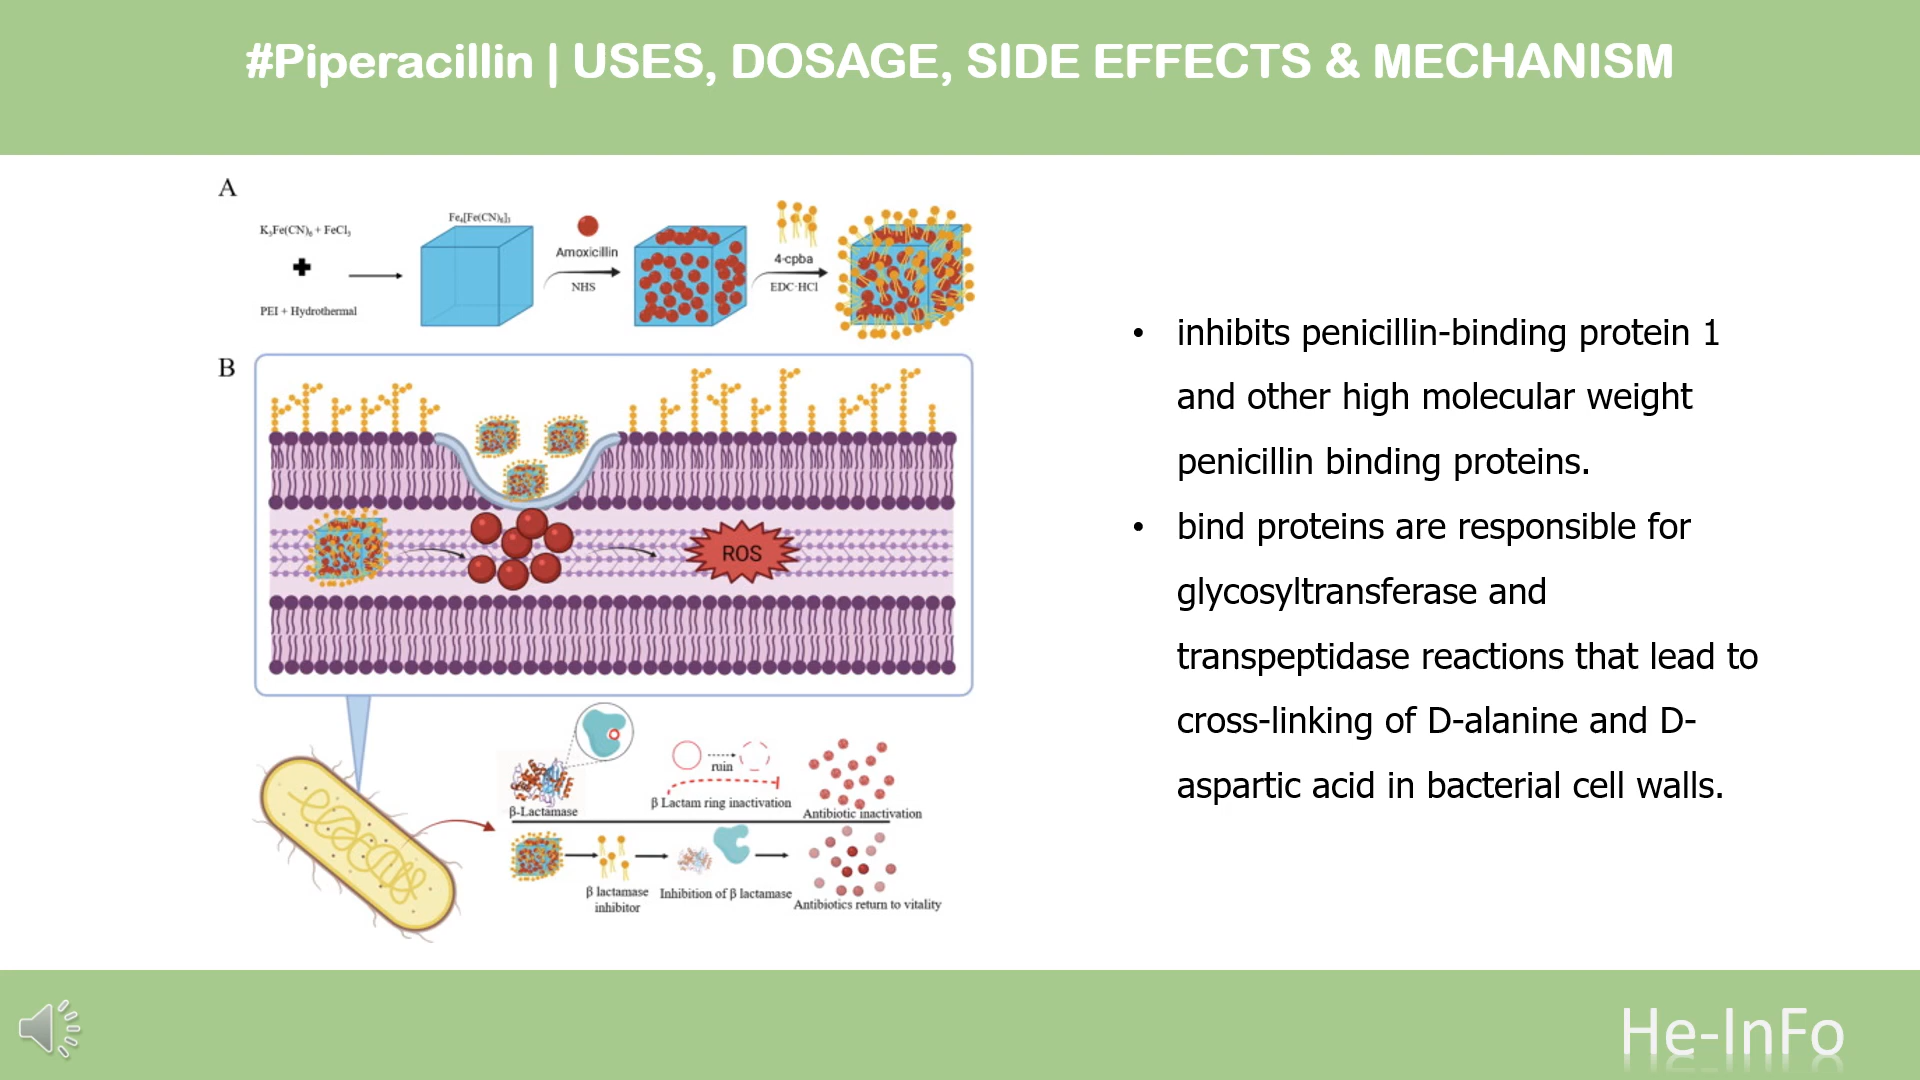 #Piperacillin | USES, DOSAGE, SIDE EFFECTS & MECHANISM
A
K₃Fe(CN)₆ + FeCl₃
PEI + Hydrothermal
Fe₄[Fe(CN)₆]₃
Amoxicillin
NHS
4-cpba
EDC·HCl
B
ROS
β-Lactamase
ruin
β Lactam ring inactivation
Antibiotic inactivation
β lactamase
inhibitor
Inhibition of β lactamase
Antibiotics return to vitality
• inhibits penicillin-binding protein 1
and other high molecular weight
penicillin binding proteins.
• bind proteins are responsible for
glycosyltransferase and
transpeptidase reactions that lead to
cross-linking of D-alanine and D-
aspartic acid in bacterial cell walls.
He-InFo